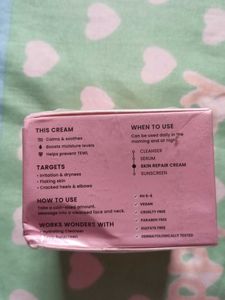 THIS CREAM
Calms & soothes
Boosts moisture levels
Helps prevent TEWL
TARGETS
Irritation & dryness
Flaking skin
Cracked heels & elbows
HOW TO USE
Take a coin-sized amount,
massage into a cleansed face and neck.
WORKS WONDERS WITH
Hydrating Cleanser
Sunscreen
WHEN TO USE
Can be used daily in the
morning and at night
CLEANSER
SERUM
SKIN REPAIR CREAM
SUNSCREEN
VEGAN
CRUELTY FREE
PARABEN FREE
SULFATE FREE
DERMATOLOGICALLY TESTED